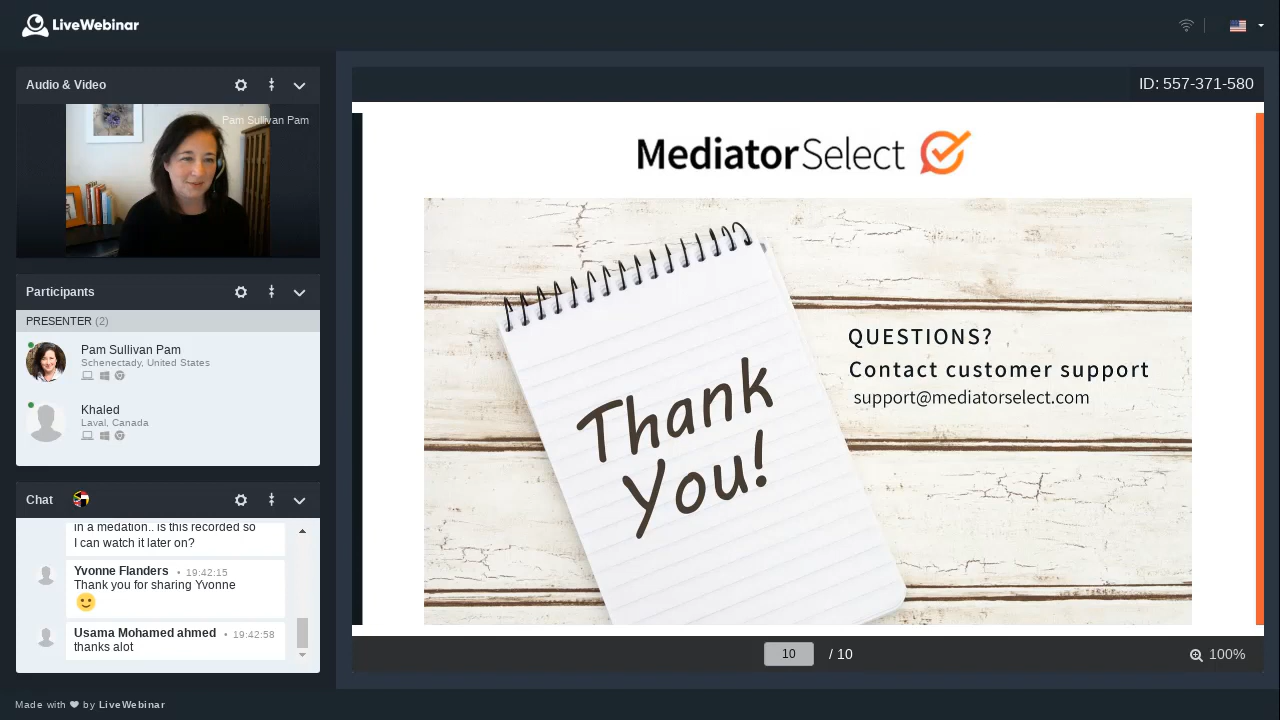 LiveWebinar
Audio & Video
Pam Sullivan Pam
Participants
PRESENTER (2)
Pam Sullivan Pam
Schenectady, United States
Khaled
Laval, Canada
Chat
in a medation.. is this recorded so
I can watch it later on?
Yvonne Flanders • 19:42:15
Thank you for sharing Yvonne
Usama Mohamed ahmed • 19:42:58
thanks alot
ID: 557-371-580
MediatorSelect
Thank
You!
QUESTIONS?
Contact customer support
support@mediatorselect.com
10 / 10
100%
Made with ❤ by LiveWebinar